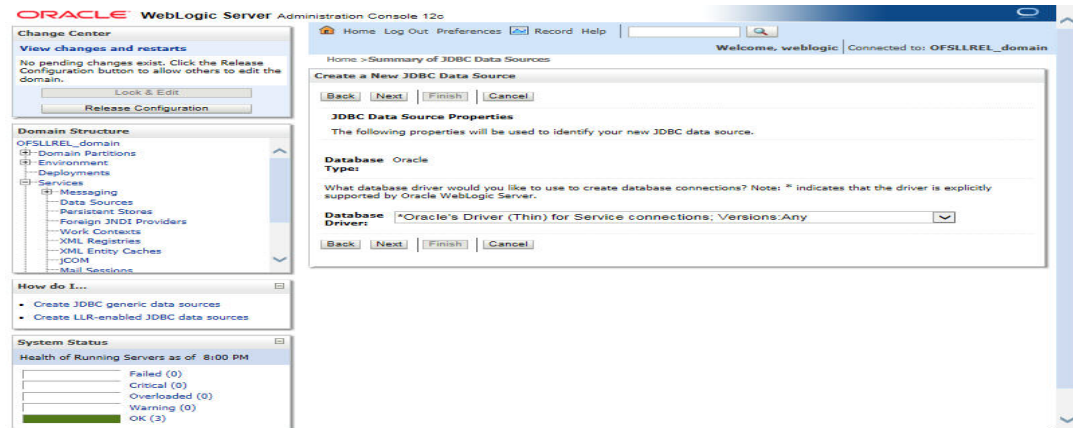 ORACLE WebLogic Server Administration Console 12c
Change Center
View changes and restarts
No pending changes exist. Click the Release
Configuration button to allow others to edit the
domain.
Lock & Edit
Release Configuration
Domain Structure
OFSLLREL_domain
Domain Partitions
Environment
Deployments
Services
Messaging
Data Sources
Persistent Stores
Foreign JNDI Providers
Work Contexts
XML Registries
XML Entity Caches
jCOM
Mail Sessions
How do I...
Create JDBC generic data sources
Create LLR-enabled JDBC data sources
System Status
Health of Running Servers as of 8:00 PM
Failed (0)
Critical (0)
Overloaded (0)
Warning (0)
OK (3)
Home Log Out Preferences Record Help
Welcome, weblogic Connected to: OFSLLREL_domain
Home >Summary of JDBC Data Sources
Create a New JDBC Data Source
Back Next Finish Cancel
JDBC Data Source Properties
The following properties will be used to identify your new JDBC data source.
Database Type: Oracle
What database driver would you like to use to create database connections? Note: * indicates that the driver is explicitly
supported by Oracle WebLogic Server.
Database Driver: *Oracle's Driver (Thin) for Service connections; Versions:Any
Back Next Finish Cancel